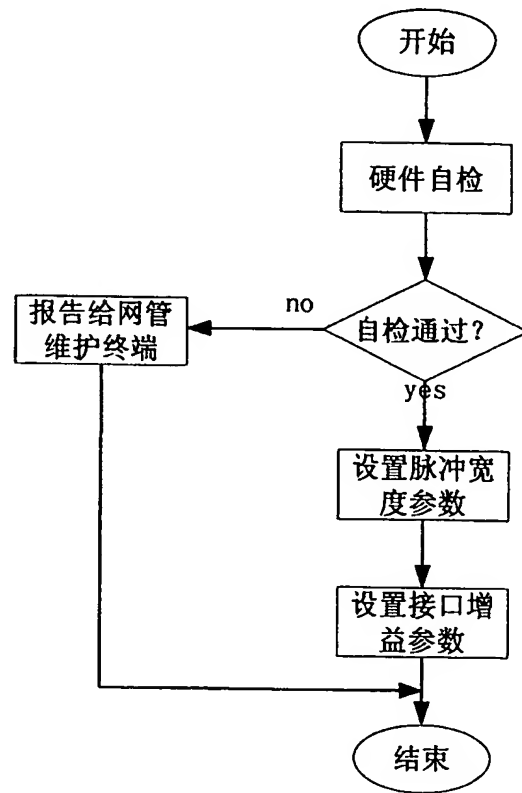 开始
硬件自检
no
报告给网管
维护终端
自检通过？
yes
设置脉冲宽
度参数
设置接口增
益参数
结束